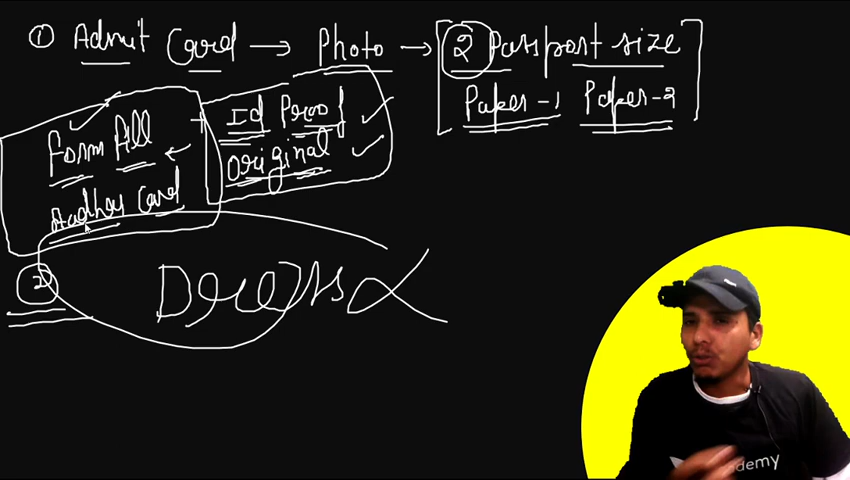 ① Admit Card → Photo → [② Passport size
Paper-1 Paper-2]
+ Id Proof ✓
Original ✓
← form fill ✓
Aadhar Card
②
Dress
demy